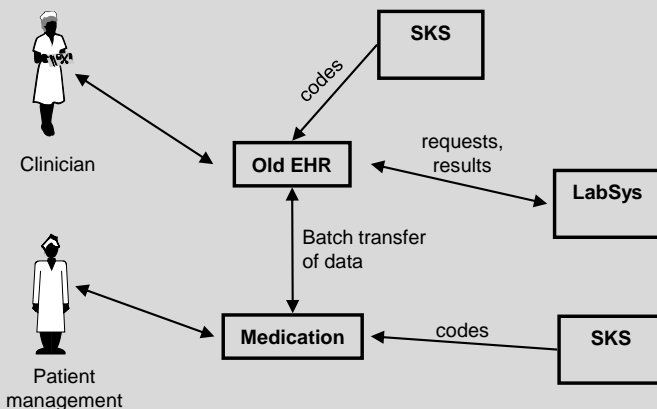 SKS
codes
Clinician
Old EHR
requests,
results
LabSys
Batch transfer
of data
Medication
codes
SKS
Patient
management